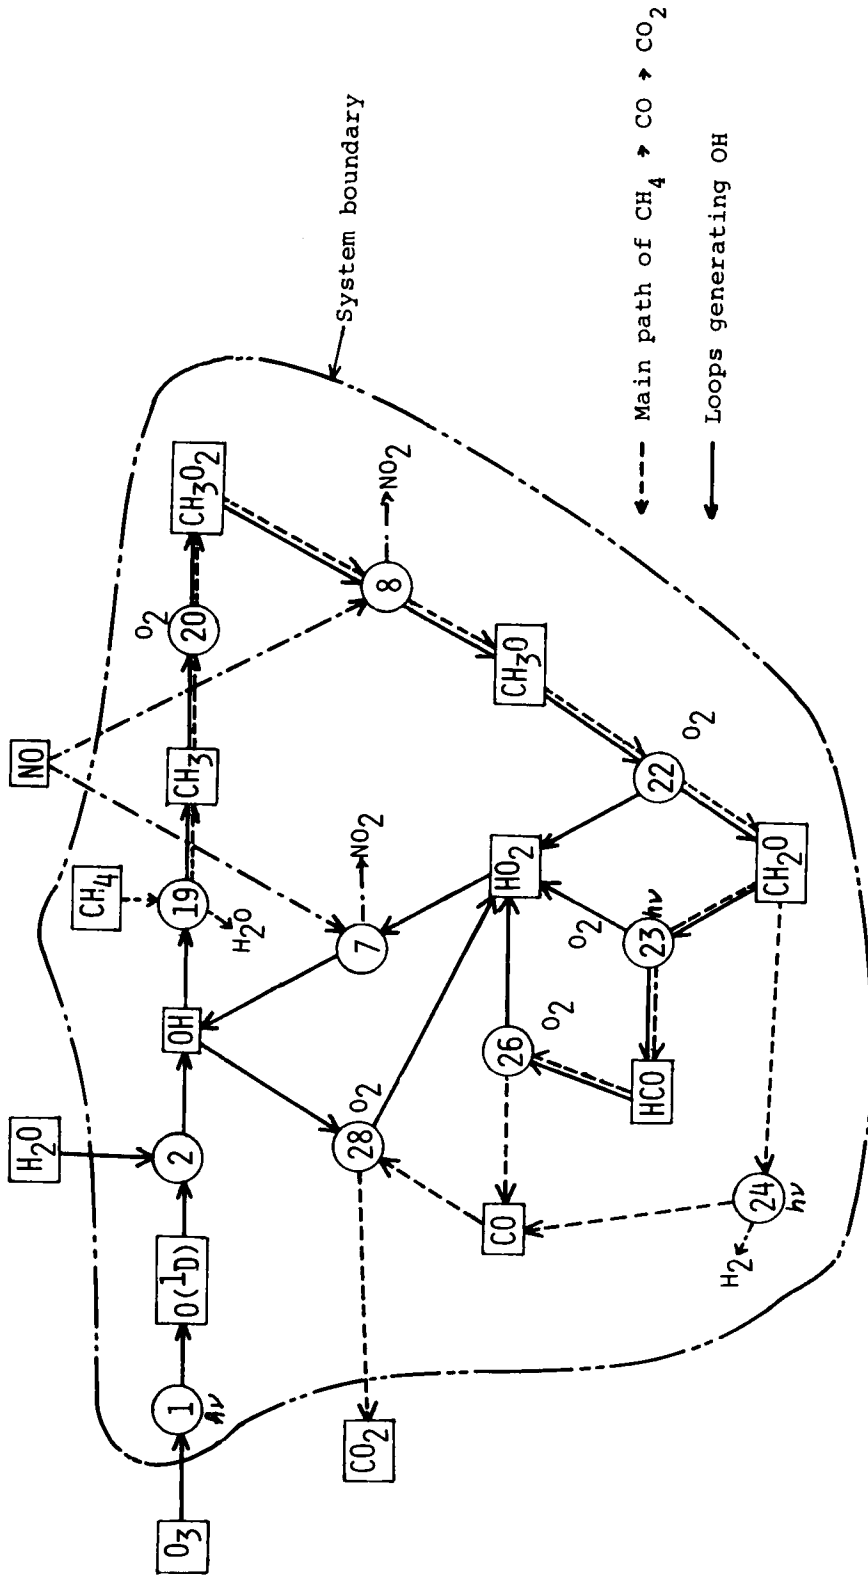 O3
1
hν
O(1D)
H2O
2
OH
CH4
19
H2O
CH3
NO
O2
20
CH3O2
System boundary
CO2
28
O2
7
NO2
8
NO2
CO
26
O2
HO2
O2
CH3O
HCO
23
hν
22
O2
H2
24
hν
CH2O
Main path of CH4 → CO → CO2
Loops generating OH